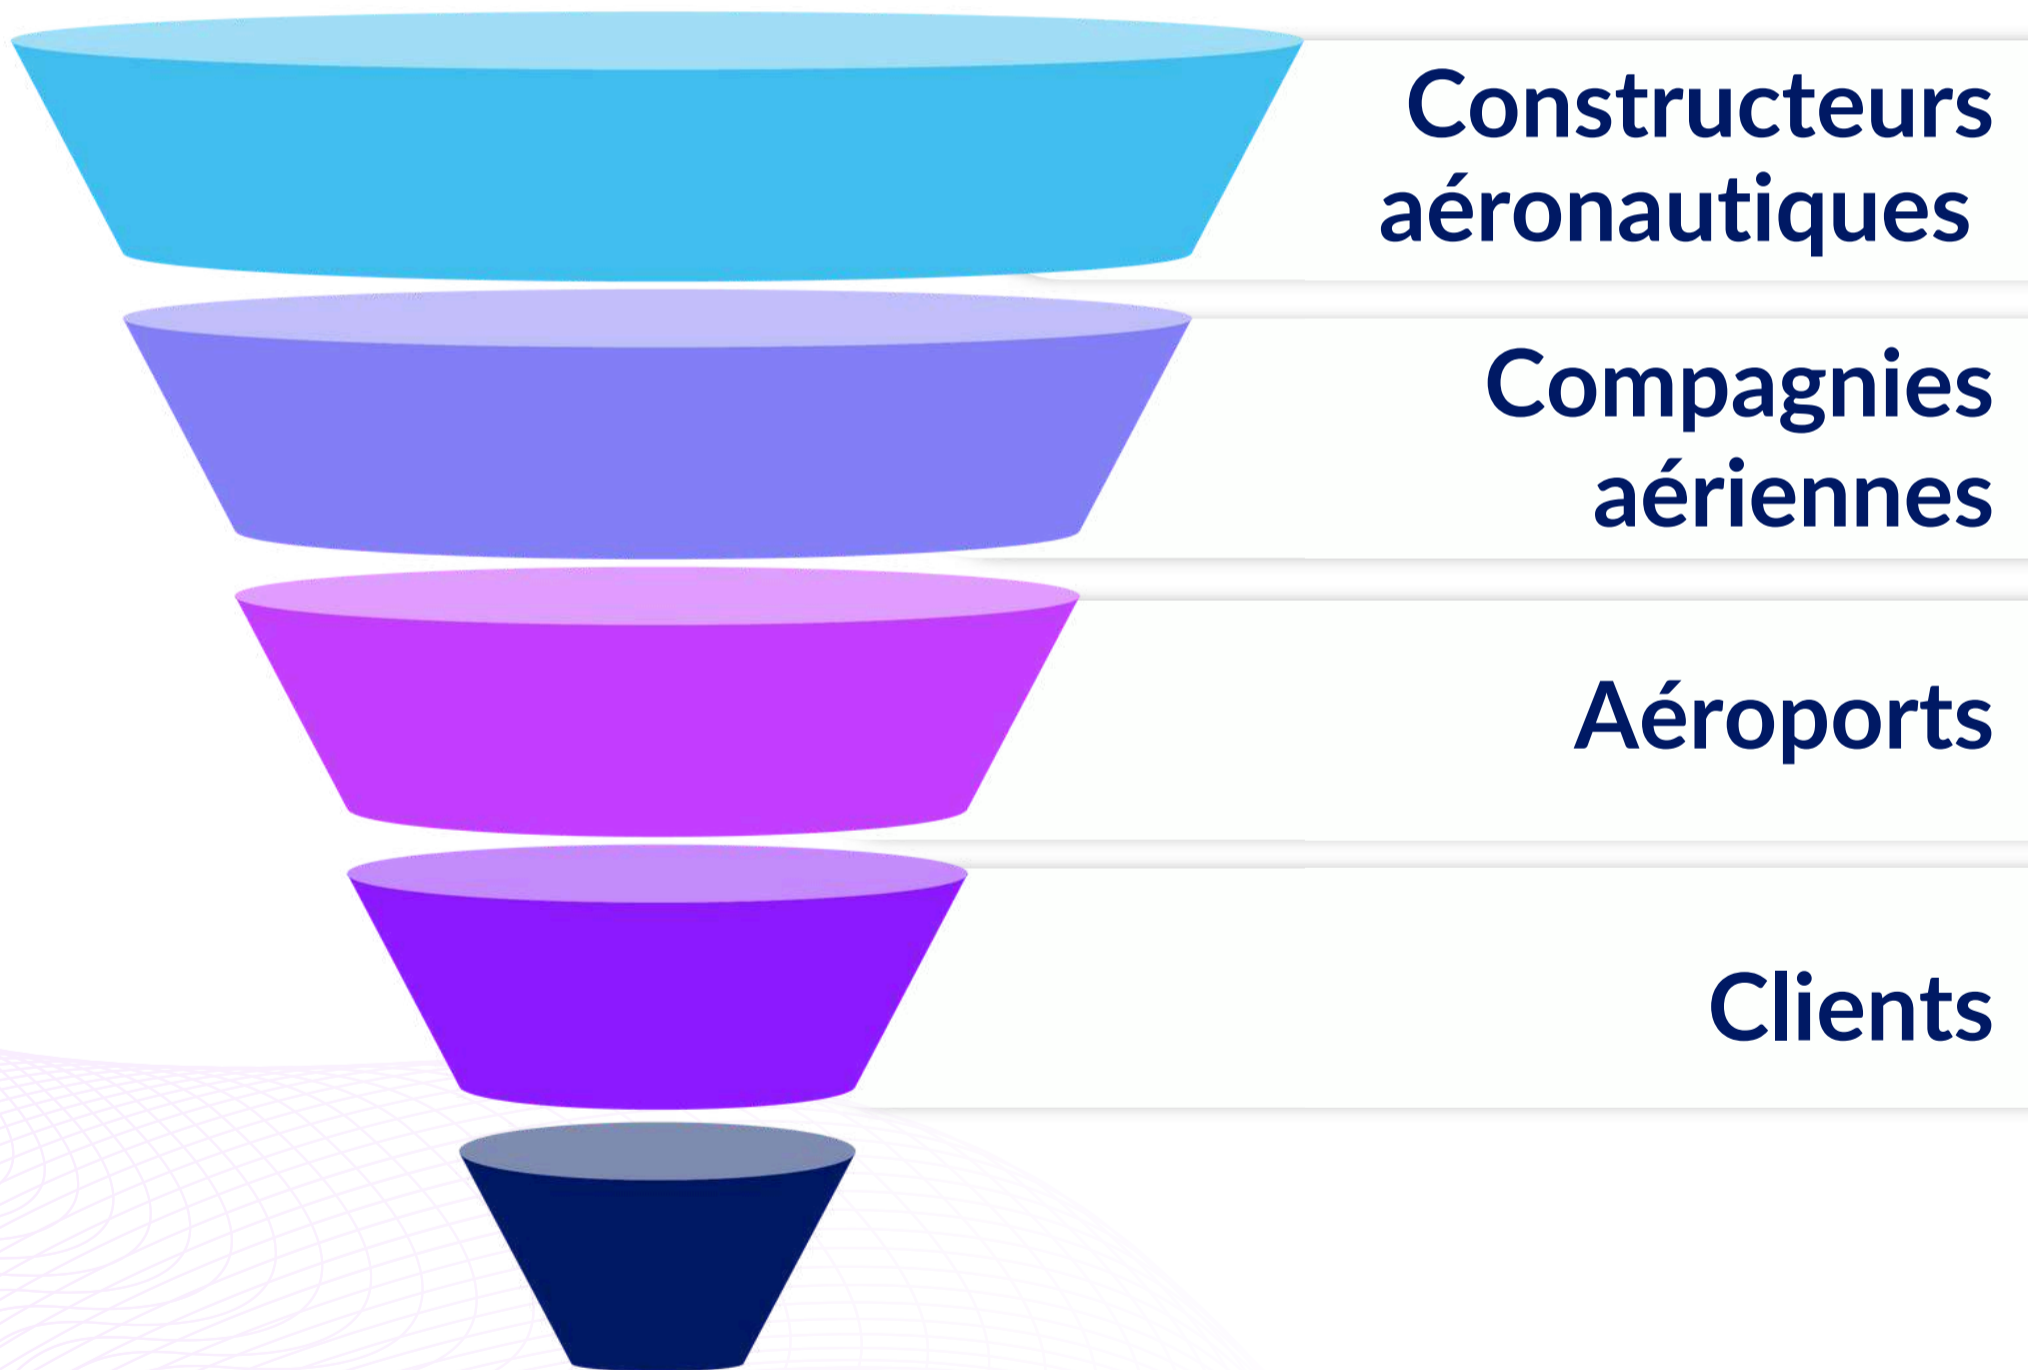 Constructeurs
aéronautiques
Compagnies
aériennes
Aéroports
Clients